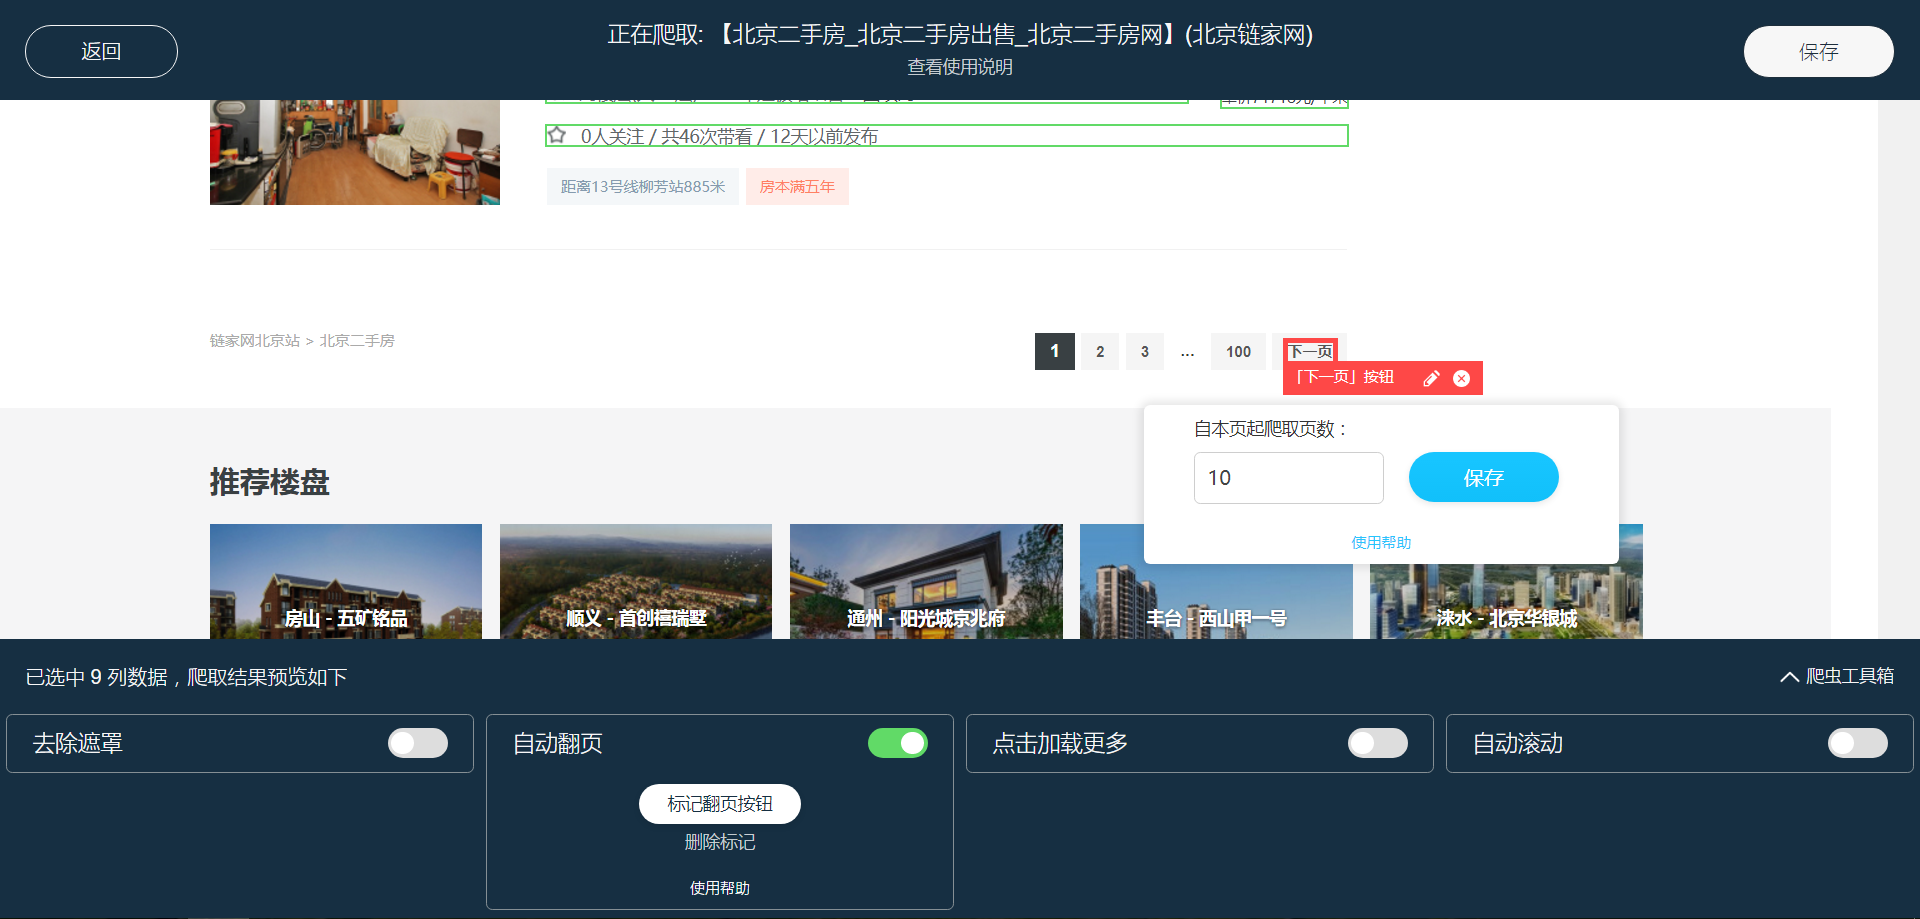 返回
正在爬取: 【北京二手房_北京二手房出售_北京二手房网】(北京链家网)
查看使用说明
保存
0人关注 / 共46次带看 / 12天以前发布
距离13号线柳芳站885米
房本满五年
链家网北京站 > 北京二手房
1 2 3 ... 100 下一页
「下一页」按钮
自本页起爬取页数：
10
保存
使用帮助
推荐楼盘
房山 - 五矿铭品
顺义 - 首创禧瑞墅
通州 - 阳光城京兆府
丰台 - 西山甲一号
涞水 - 北京华银城
已选中 9 列数据，爬取结果预览如下
爬虫工具箱
去除遮罩
自动翻页
点击加载更多
自动滚动
标记翻页按钮
删除标记
使用帮助